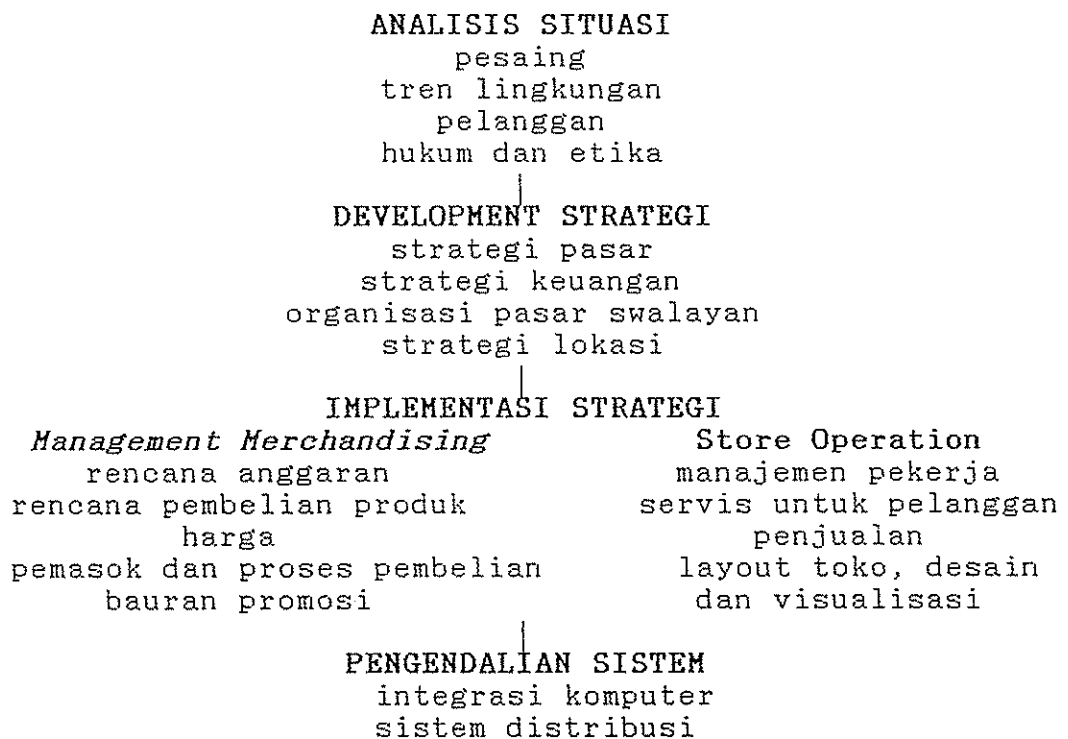 ANALISIS SITUASI
pesaing
tren lingkungan
pelanggan
hukum dan etika
DEVELOPMENT STRATEGI
strategi pasar
strategi keuangan
organisasi pasar swalayan
strategi lokasi
IMPLEMENTASI STRATEGI
Management Merchandising
rencana anggaran
rencana pembelian produk
harga
pemasok dan proses pembelian
bauran promosi
Store Operation
manajemen pekerja
servis untuk pelanggan
penjualan
layout toko, desain
dan visualisasi
PENGENDALIAN SISTEM
integrasi komputer
sistem distribusi